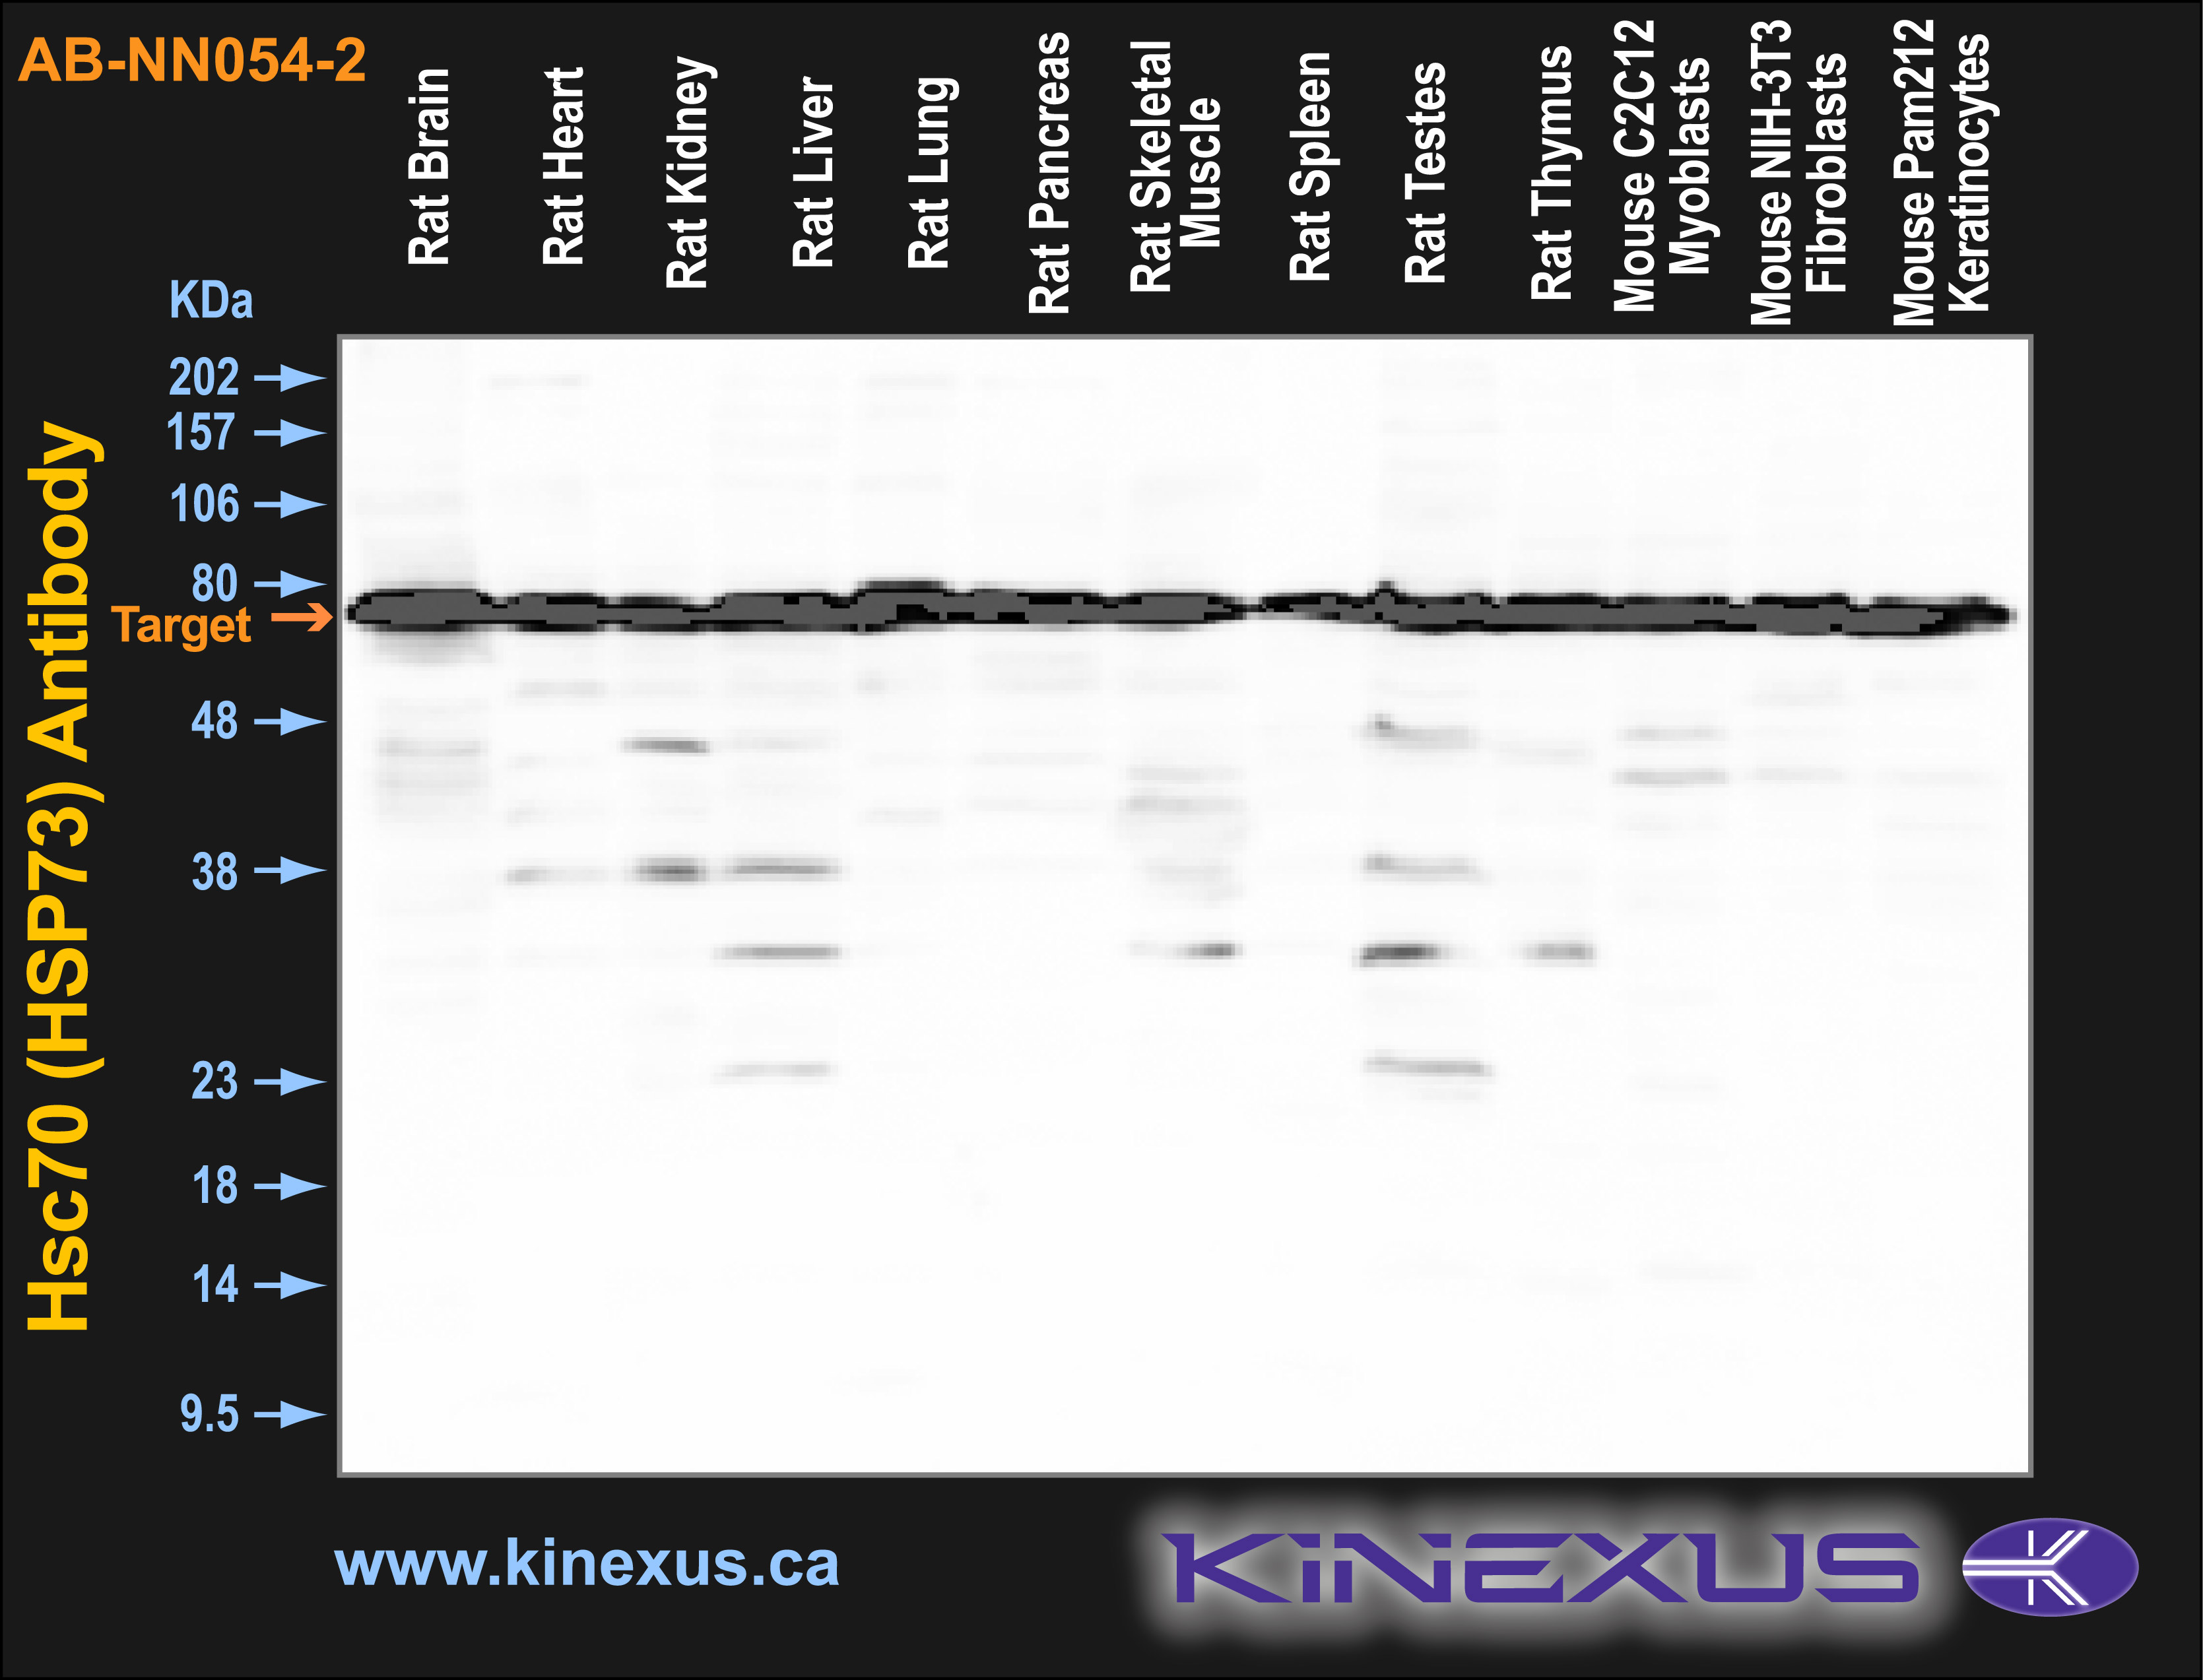 AB-NN054-2
Rat Brain
Rat Heart
Rat Kidney
Rat Liver
Rat Lung
Rat Pancreas
Rat Skeletal
Muscle
Rat Spleen
Rat Testes
Rat Thymus
Mouse C2C12
Myoblasts
Mouse NIH-3T3
Fibroblasts
Mouse Pam212
Keratinocytes
KDa
202
157
106
80
Target
48
38
23
18
14
9.5
Hsc70 (HSP73) Antibody
www.kinexus.ca
KiNEXUS